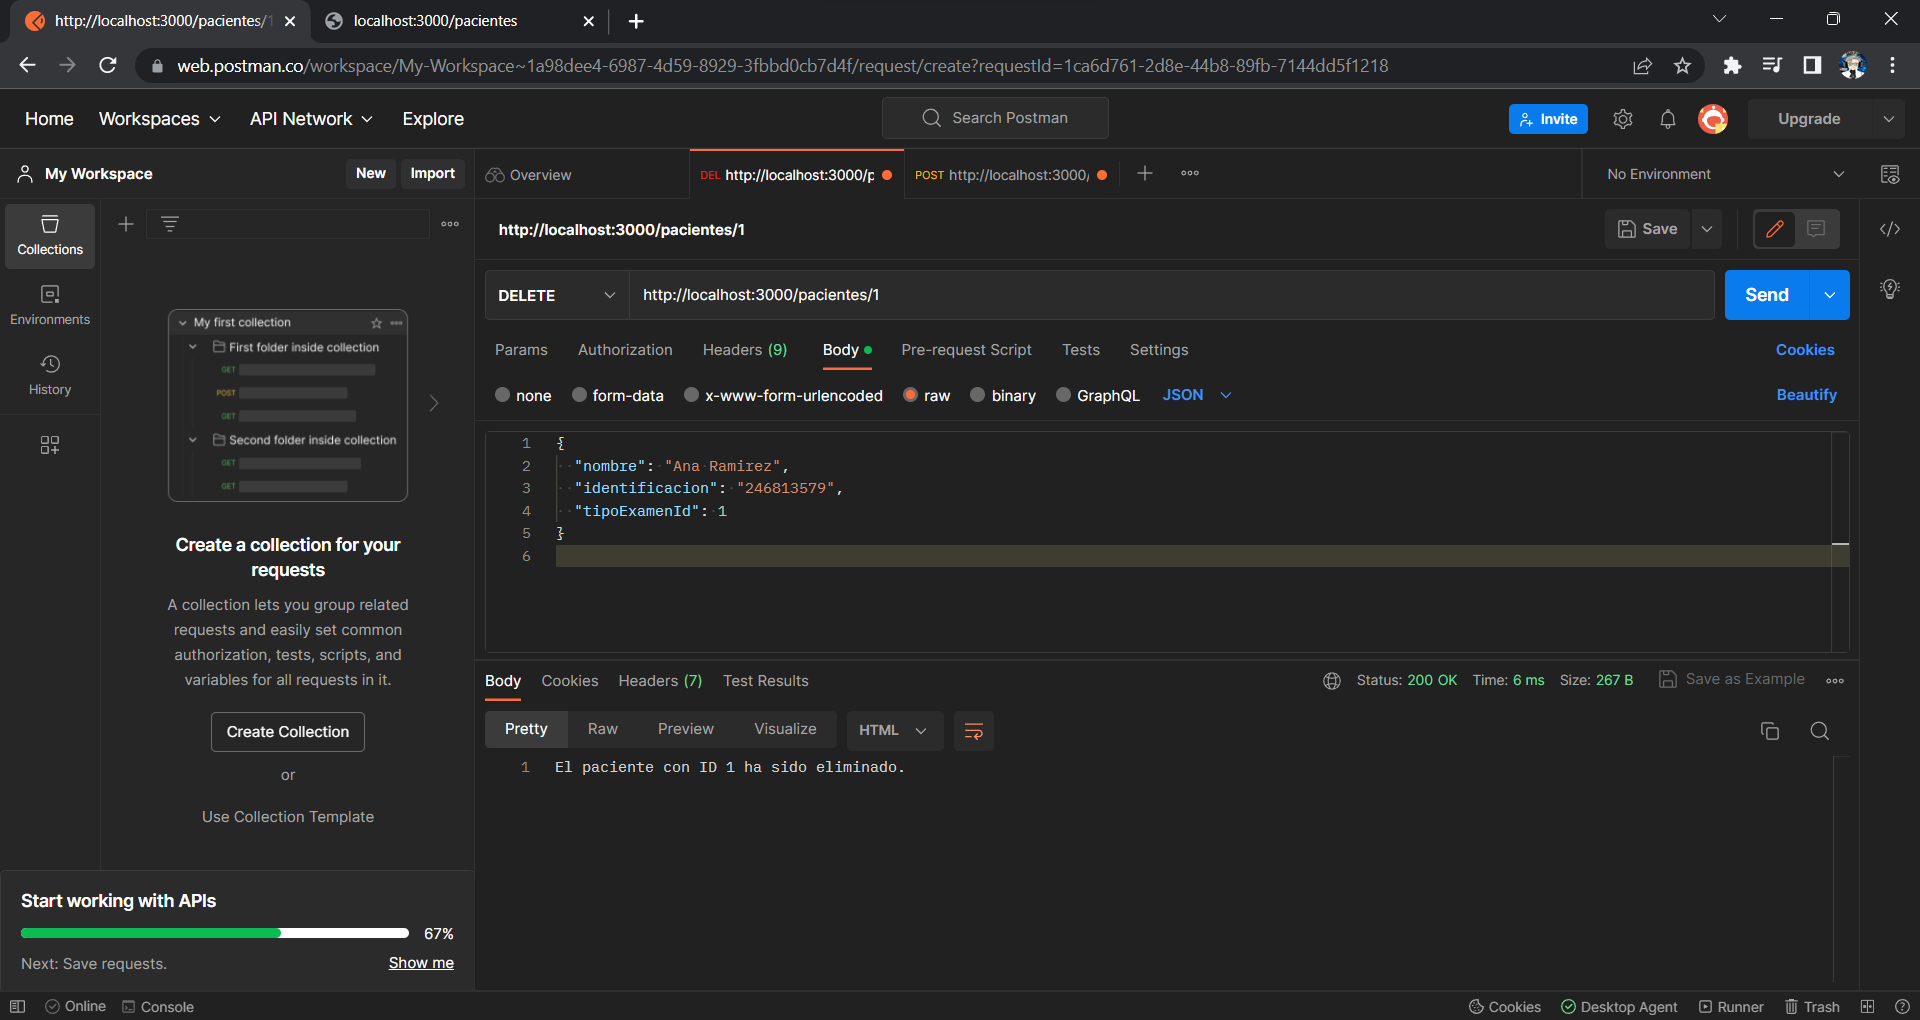 http://localhost:3000/pacientes/1
localhost:3000/pacientes
web.postman.co/workspace/My-Workspace~1a98dee4-6987-4d59-8929-3fbbd0cb7d4f/request/create?requestId=1ca6d761-2d8e-44b8-89fb-7144dd5f1218
Home Workspaces API Network Explore Search Postman Invite Upgrade
My Workspace New Import Overview DEL http://localhost:3000/p POST http://localhost:3000/ No Environment
Collections
Environments
History
My first collection
First folder inside collection
GET
POST
GET
Second folder inside collection
GET
GET
Create a collection for your
requests
A collection lets you group related
requests and easily set common
authorization, tests, scripts, and
variables for all requests in it.
Create Collection
or
Use Collection Template
Start working with APIs
67%
Next: Save requests. Show me
http://localhost:3000/pacientes/1 Save
DELETE http://localhost:3000/pacientes/1 Send
Params Authorization Headers (9) Body Pre-request Script Tests Settings Cookies
none form-data x-www-form-urlencoded raw binary GraphQL JSON Beautify
1 {
2 "nombre": "Ana Ramirez",
3 "identificacion": "246813579",
4 "tipoExamenId": 1
5 }
6
Body Cookies Headers (7) Test Results Status: 200 OK Time: 6 ms Size: 267 B Save as Example
Pretty Raw Preview Visualize HTML
1 El paciente con ID 1 ha sido eliminado.
Online Console Cookies Desktop Agent Runner Trash